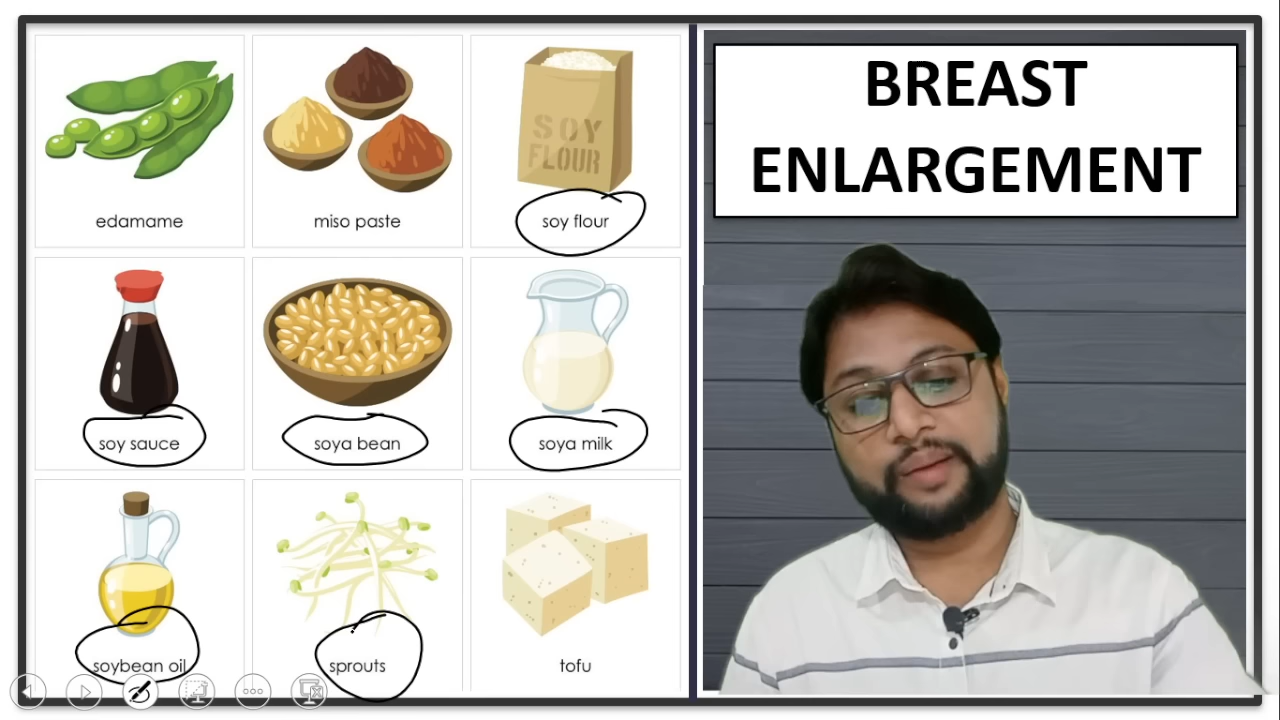 edamame
miso paste
SOY
FLOUR
soy flour
soy sauce
soya bean
soya milk
soybean oil
sprouts
tofu
BREAST
ENLARGEMENT